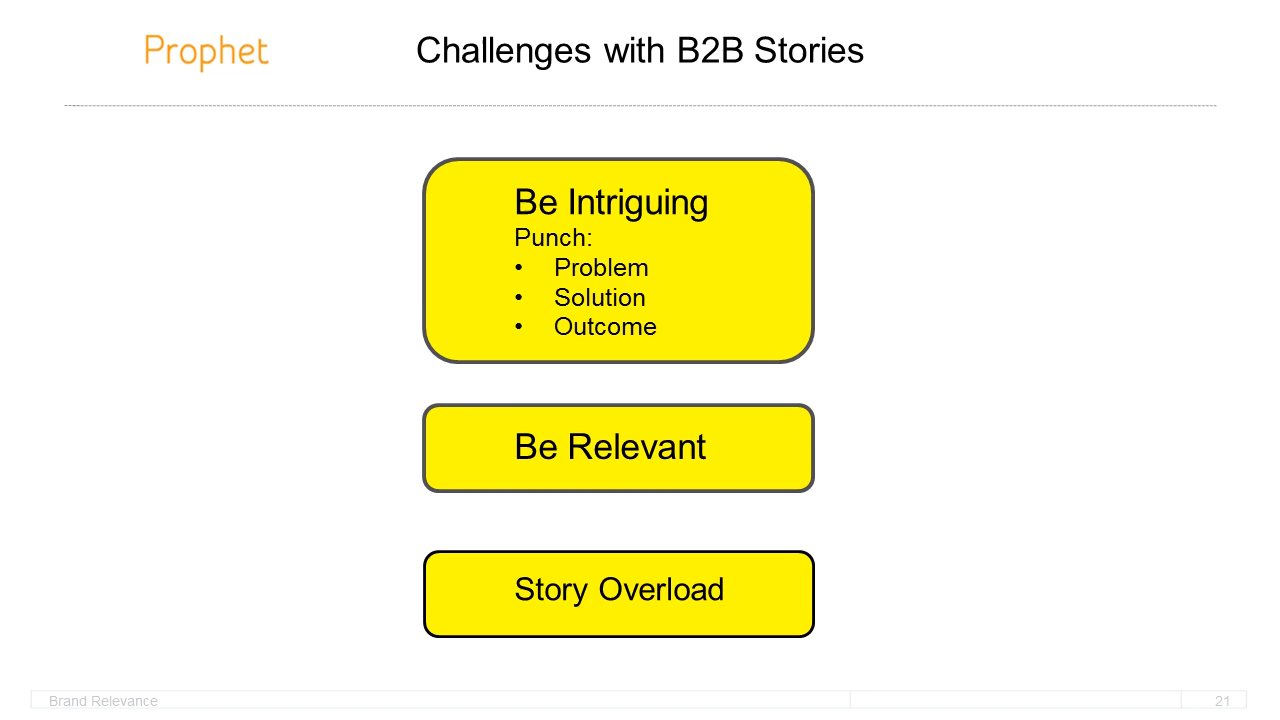 Prophet
Challenges with B2B Stories
Be Intriguing
Punch:
• Problem
• Solution
• Outcome
Be Relevant
Story Overload
Brand Relevance
21